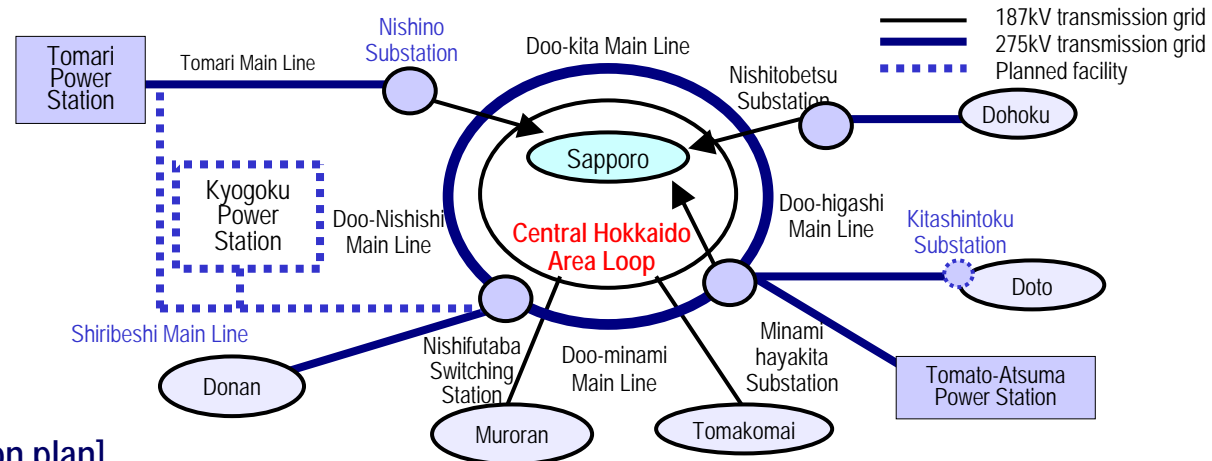 187kV transmission grid
275kV transmission grid
Planned facility
Nishino
Substation
Doo-kita Main Line
Tomari
Power
Station
Tomari Main Line
Nishitobetsu
Substation
Dohoku
Sapporo
Kyogoku
Power
Station
Doo-Nishishi
Main Line
Central Hokkaido
Area Loop
Doo-higashi
Main Line
Kitashintoku
Substation
Doto
Shiribeshi Main Line
Nishifutaba
Switching
Station
Doo-minami
Main Line
Minami
hayakita
Substation
Donan
Muroran
Tomakomai
Tomato-Atsuma
Power Station
on plan]